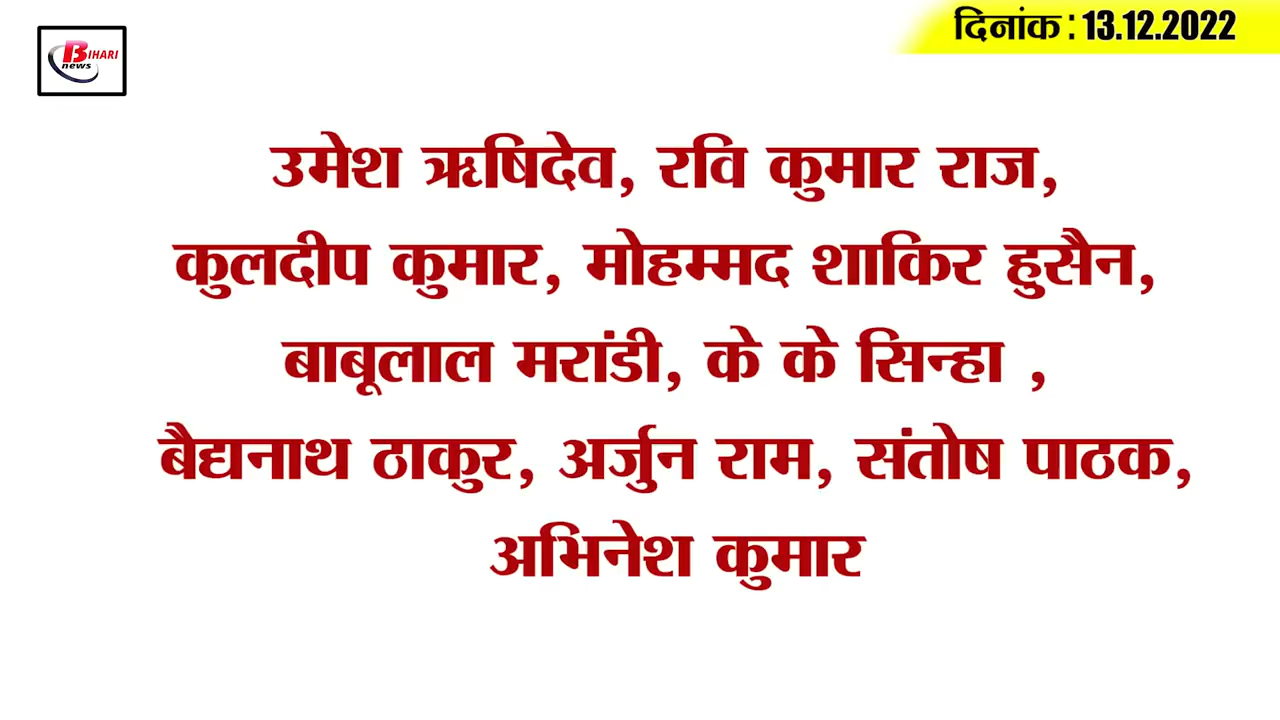 BIHARI
news
दिनांक : 13.12.2022
उमेश ऋषिदेव, रवि कुमार राज,
कुलदीप कुमार, मोहम्मद शाकिर हुसैन,
बाबूलाल मरांडी, के के सिन्हा ,
बैद्यनाथ ठाकुर, अर्जुन राम, संतोष पाठक,
अभिनेश कुमार